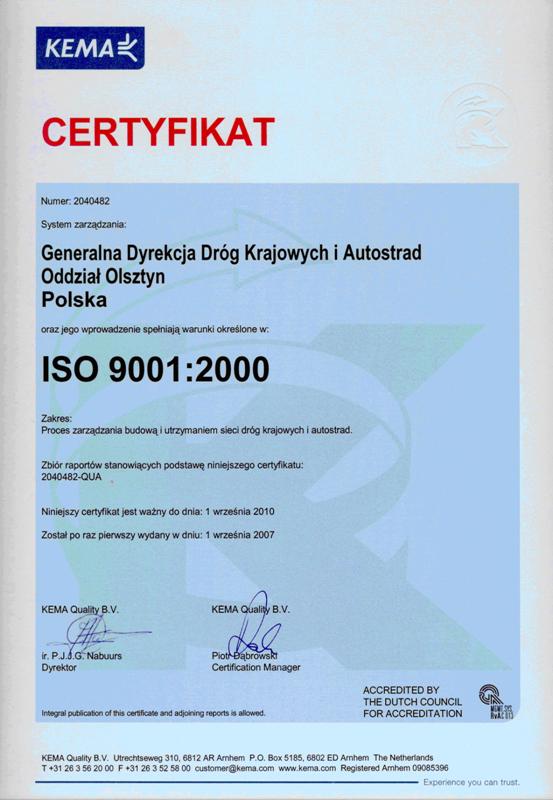 KEMA
CERTYFIKAT
Numer: 2040482
System zarządzania:
Generalna Dyrekcja Dróg Krajowych i Autostrad
Oddział Olsztyn
Polska
oraz jego wprowadzenie spełniają warunki określone w:
ISO 9001:2000
Zakres:
Proces zarządzania budową i utrzymaniem sieci dróg krajowych i autostrad.
Zbiór raportów stanowiących podstawę niniejszego certyfikatu:
2040482-QUA
Niniejszy certyfikat jest ważny do dnia: 1 września 2010
Został po raz pierwszy wydany w dniu: 1 września 2007
KEMA Quality B.V. KEMA Quality B.V.
ir. P.J.J.G. Nabuurs Piotr Dąbrowski
Dyrektor Certification Manager
ACCREDITED BY
THE DUTCH COUNCIL
FOR ACCREDITATION
MGMT. SYS.
RvA C 013
Integral publication of this certificate and adjoining reports is allowed.
KEMA Quality B.V. Utrechtseweg 310, 6812 AR Arnhem P.O. Box 5185, 6802 ED Arnhem The Netherlands
T +31 26 3 56 20 00 F +31 26 3 52 58 00 customer@kema.com www.kema.com Registered Arnhem 09085396
Experience you can trust.